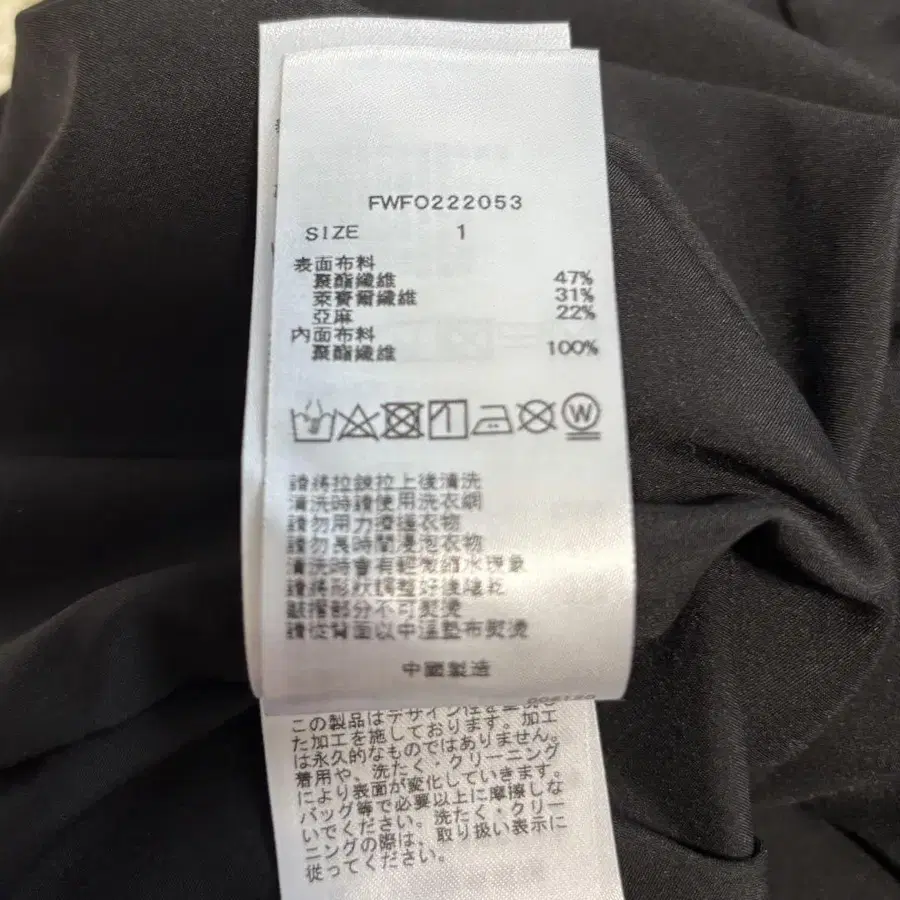 FWFO222053
SIZE 1
表面布料
聚酯纖維 47%
萊賽爾纖維 31%
亞麻 22%
內面布料
聚酯纖維 100%
W
請將拉鍊拉上後清洗
清洗時請使用洗衣網
請勿用力擰搓衣物
請勿長時間浸泡衣物
清洗時會有輕微縮水現象
請將形狀調整好後陰乾
皺摺部分不可熨燙
請從背面以中溫墊布熨燙
中國製造
この製品はデザイン性を重視し
た加工を施しております。加工
は永久的なものではありません。
着用や、洗たく・クリーニング
により表面が変化していきます。
バッグ等で必要以上に摩擦しな
いでください。洗たく・クリー
ニングの際は、取り扱い表示に
従ってください。